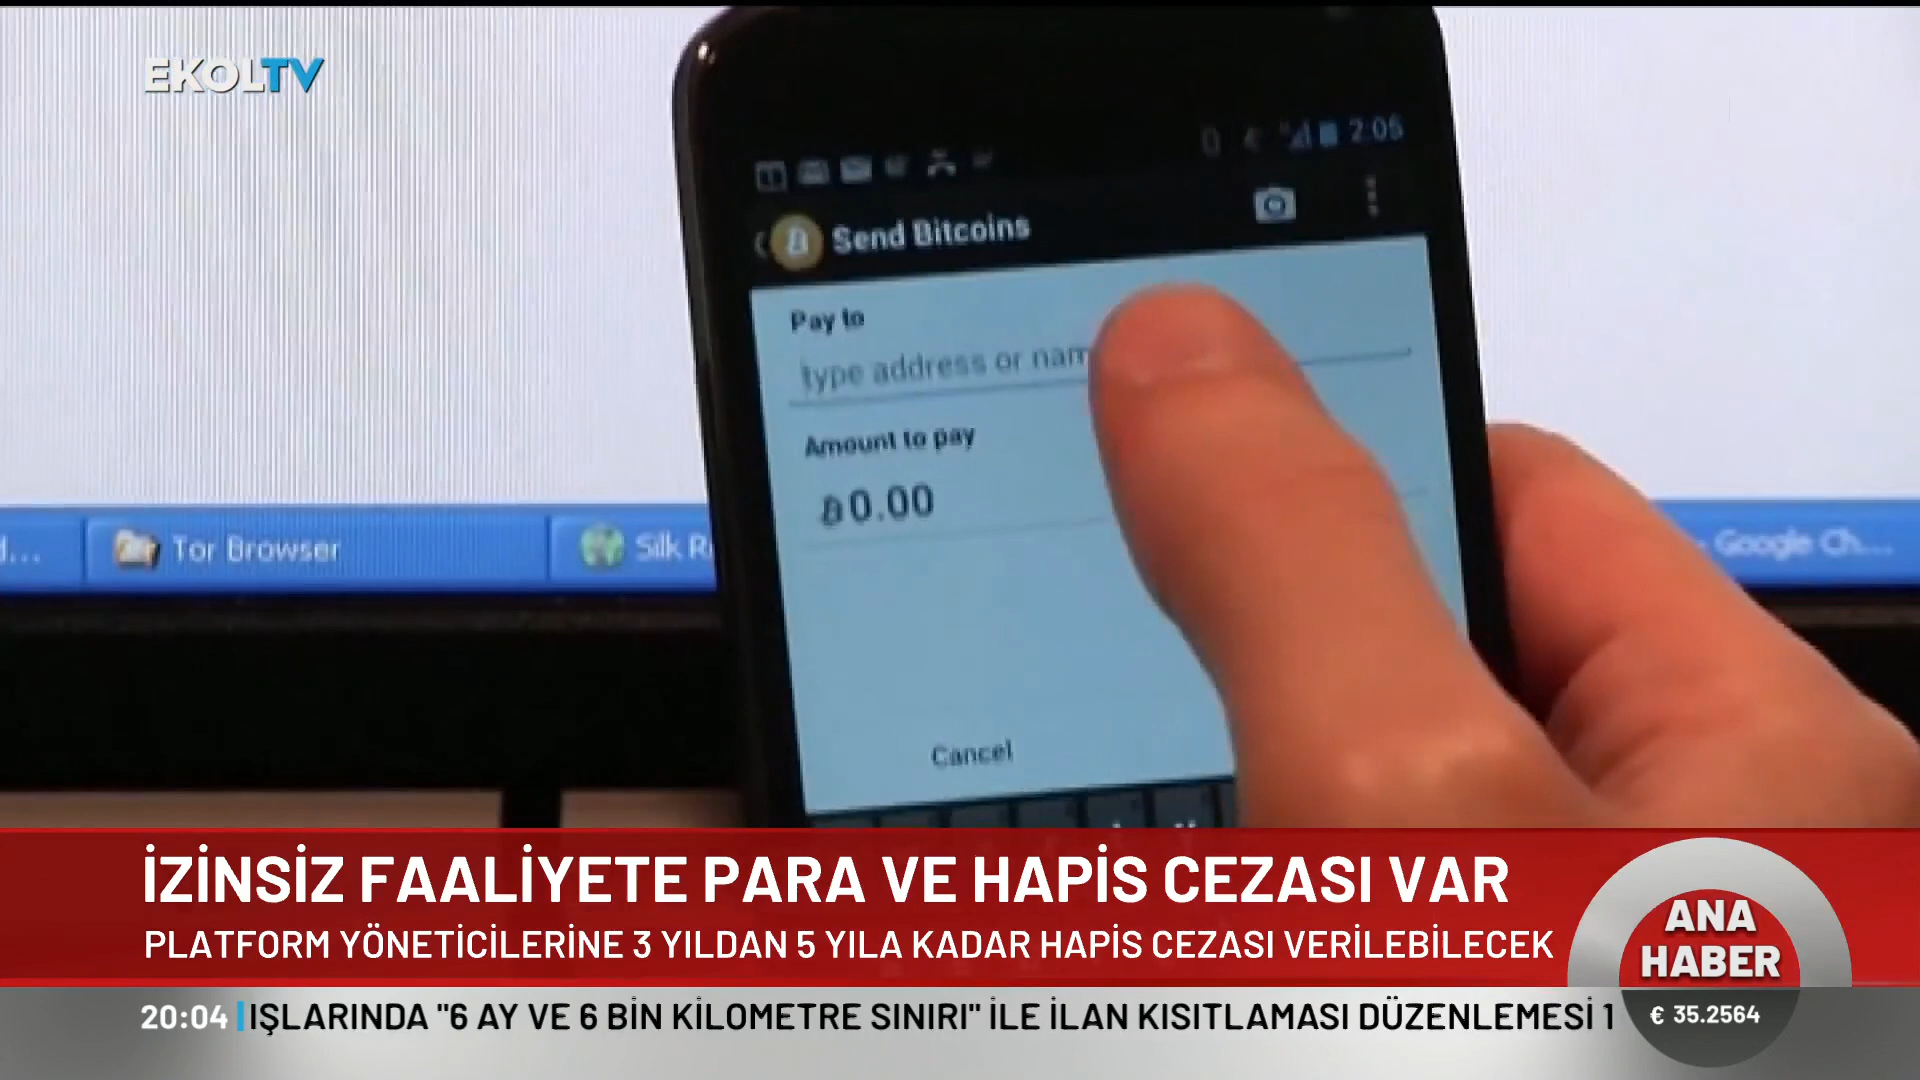 EKOLTV
2:05
Send Bitcoins
Pay to
type address or nam
Amount to pay
0.00
Tor Browser
Silk R
- Google Ch...
Cancel
İZİNSİZ FAALİYETE PARA VE HAPİS CEZASI VAR
PLATFORM YÖNETİCİLERİNE 3 YILDAN 5 YILA KADAR HAPİS CEZASI VERİLEBİLECEK
ANA
HABER
20:04
IŞLARINDA "6 AY VE 6 BİN KİLOMETRE SINIRI" İLE İLAN KISITLAMASI DÜZENLEMESİ 1
€ 35.2564